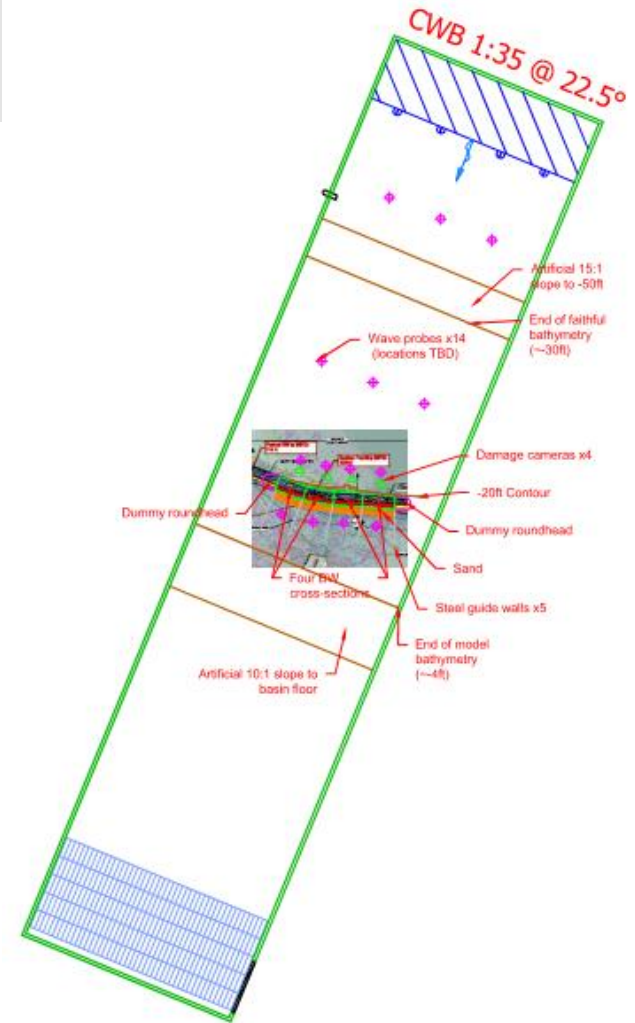 CWB 1:35 @ 22.5°
Artificial 15:1
slope to -50ft
End of faithful
bathymetry
(~-30ft)
Wave probes x14
(locations TBD)
Damage cameras x4
-20ft Contour
Dummy roundhead
Dummy roundhead
Sand
Four BW
cross-sections
Steel guide walls x5
End of model
bathymetry
(~-4ft)
Artificial 10:1 slope to
basin floor